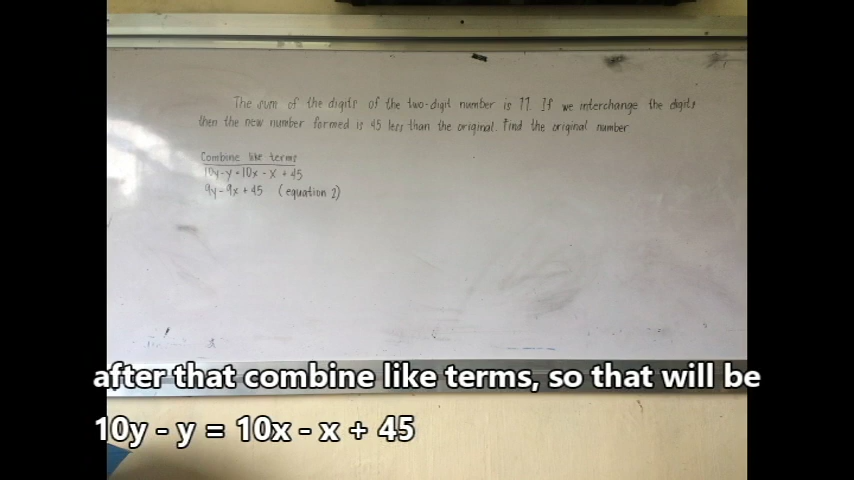 The sum of the digits of the two-digit number is 11. If we interchange the digits
then the new number formed is 45 less than the original. Find the original number
Combine like terms
10y-y=10x-x+45
9y-9x+45 (equation 2)
after that combine like terms, so that will be
10y - y = 10x - x + 45